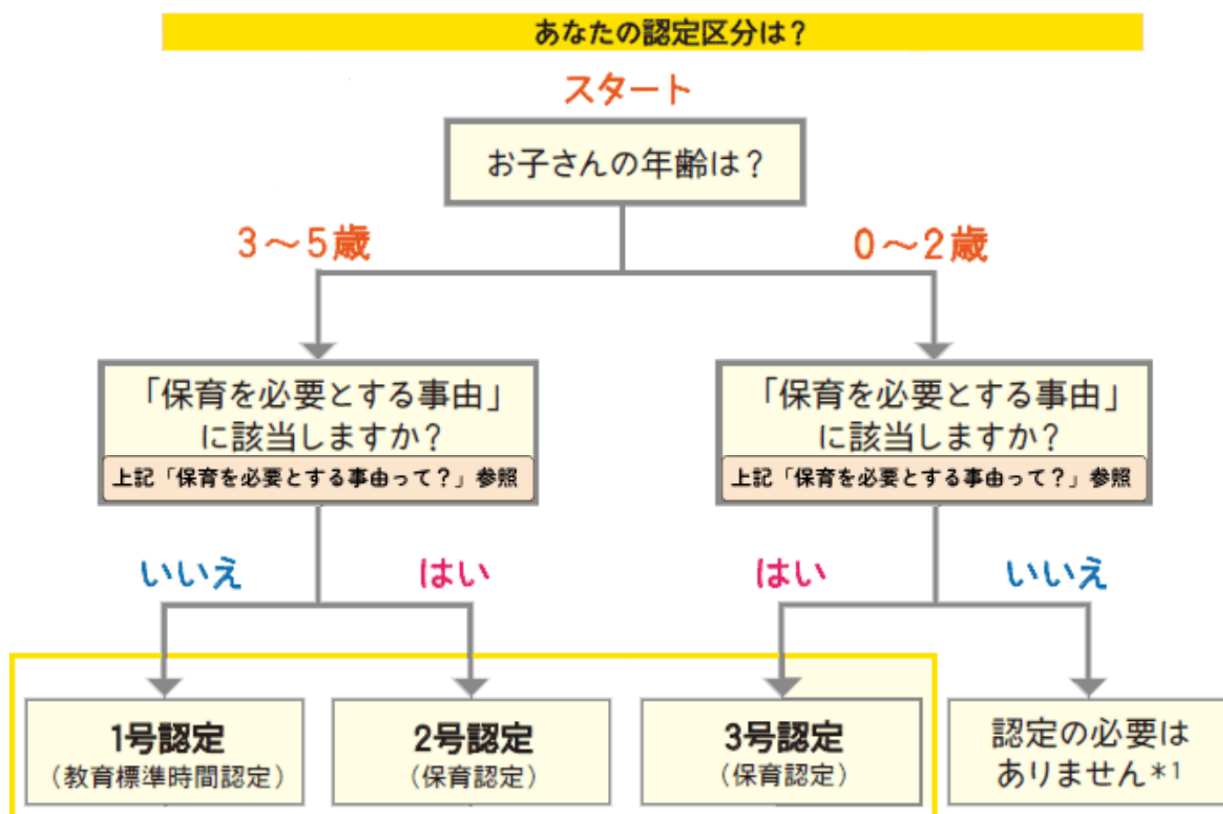 あなたの認定区分は？
スタート
お子さんの年齢は？
3～5歳
0～2歳
「保育を必要とする事由」
に該当しますか？
上記「保育を必要とする事由って？」参照
「保育を必要とする事由」
に該当しますか？
上記「保育を必要とする事由って？」参照
いいえ
はい
はい
いいえ
1号認定
（教育標準時間認定）
2号認定
（保育認定）
3号認定
（保育認定）
認定の必要は
ありません＊1